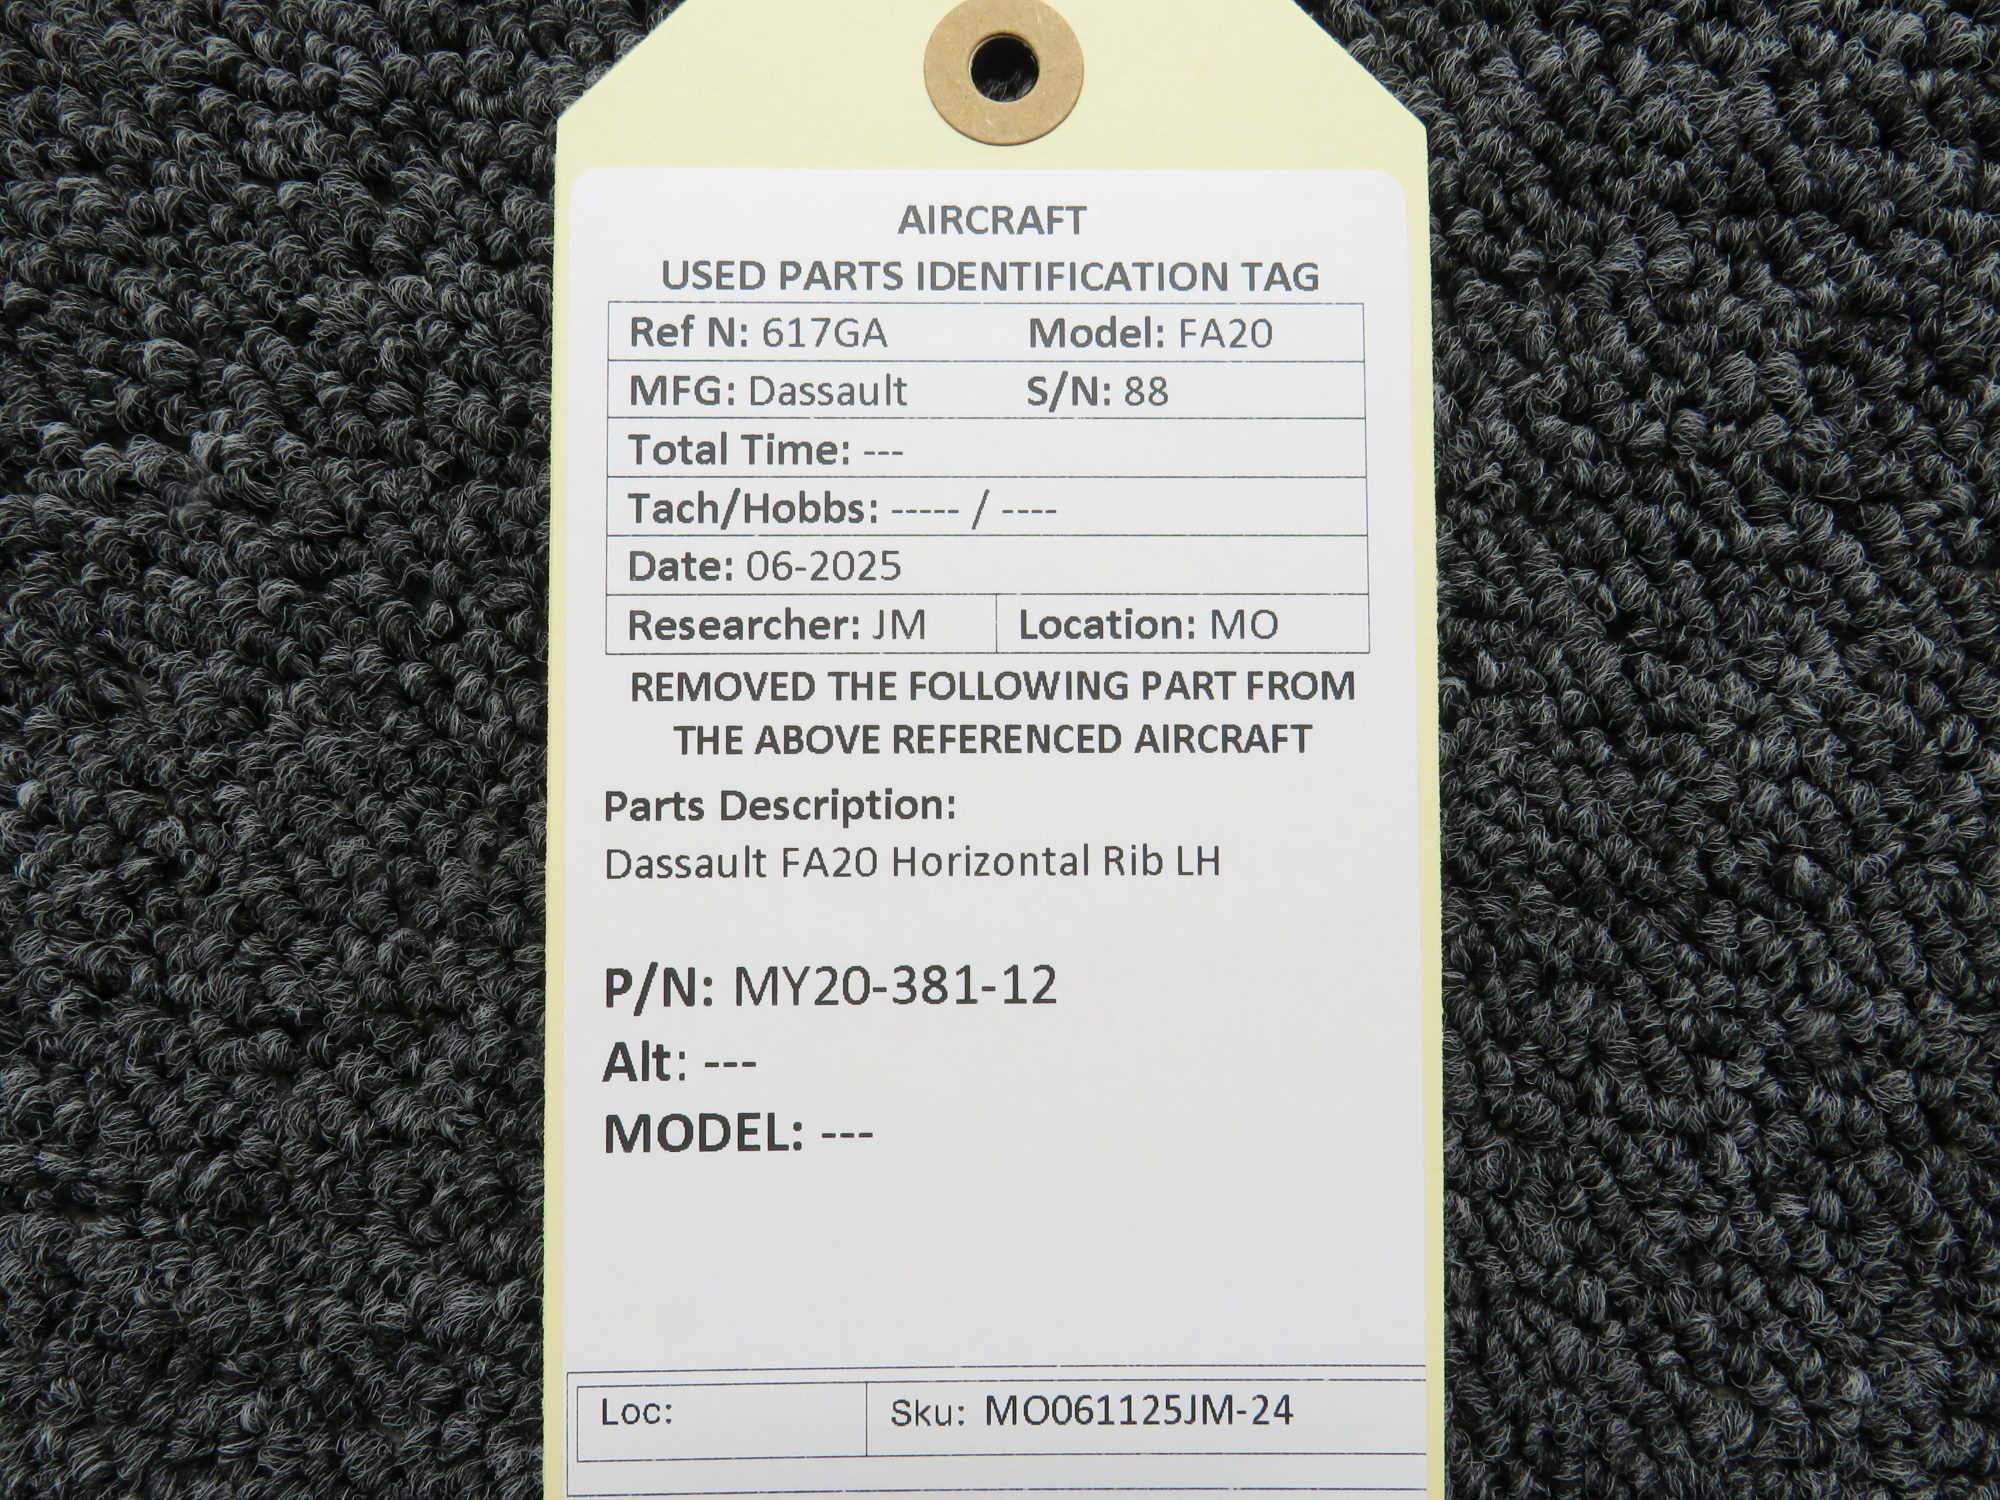 AIRCRAFT
USED PARTS IDENTIFICATION TAG
Ref N: 617GA Model: FA20
MFG: Dassault S/N: 88
Total Time: ---
Tach/Hobbs: ----- / ----
Date: 06-2025
Researcher: JM Location: MO
REMOVED THE FOLLOWING PART FROM
THE ABOVE REFERENCED AIRCRAFT
Parts Description:
Dassault FA20 Horizontal Rib LH
P/N: MY20-381-12
Alt: ---
MODEL: ---
Loc: Sku: MO061125JM-24